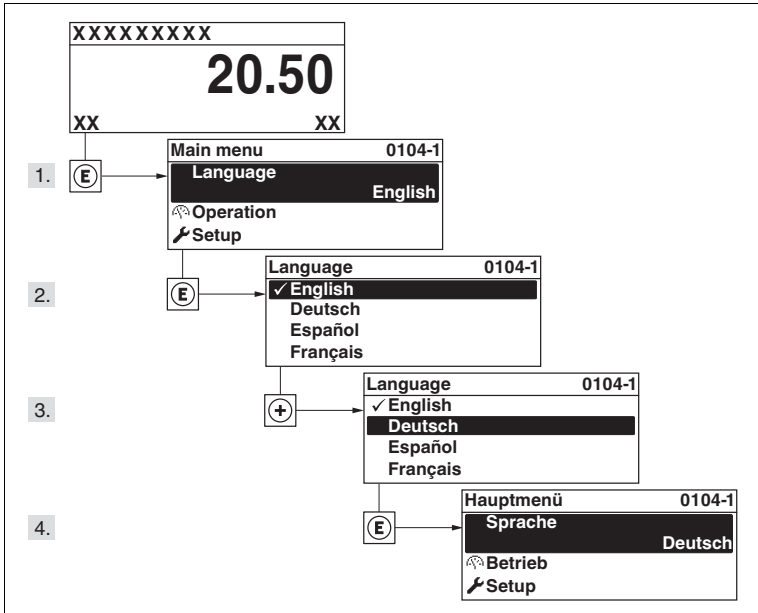 XXXXXXXXX
20.50
XX XX
1. E
Main menu 0104-1
Language
English
Operation
Setup
2. E
Language 0104-1
✓ English
Deutsch
Español
Français
3. +
Language 0104-1
✓ English
Deutsch
Español
Français
4. E
Hauptmenü 0104-1
Sprache
Deutsch
Betrieb
Setup